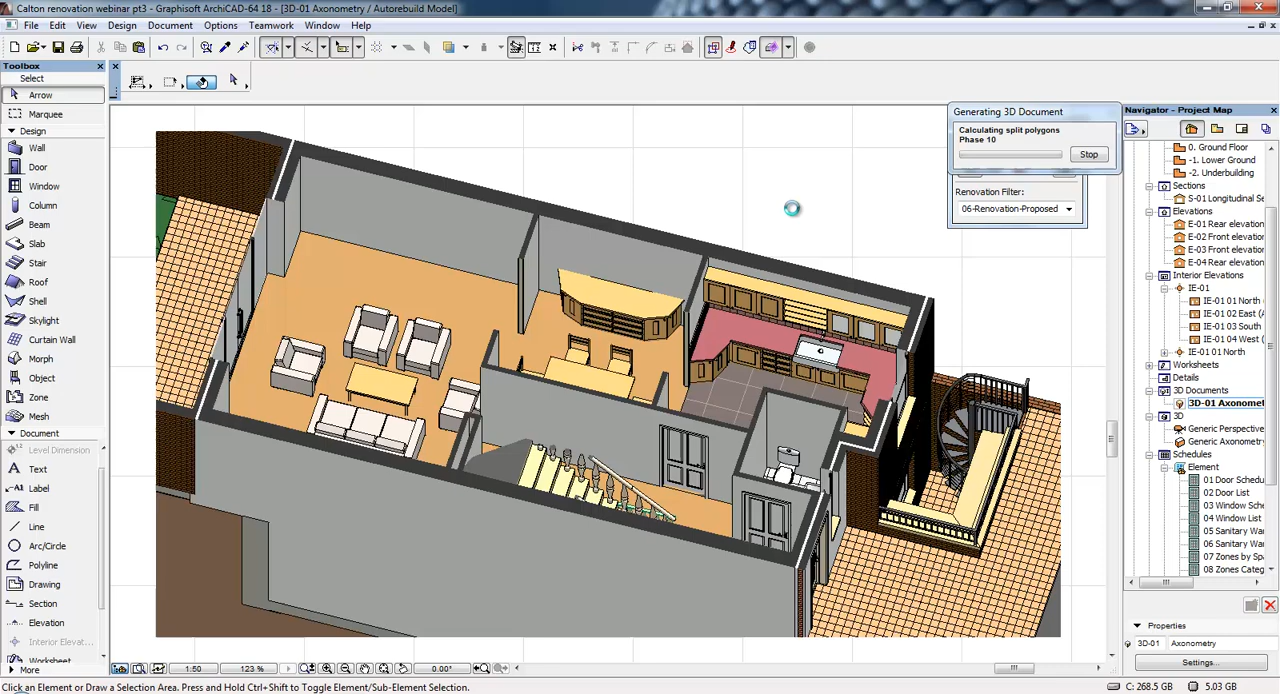 Calton renovation webinar pt3 - Graphisoft ArchiCAD-64 18 - [3D-01 Axonometry / Autorebuild Model]
File Edit View Design Document Options Teamwork Window Help
Toolbox
Select
Arrow
Marquee
Design
Wall
Door
Window
Column
Beam
Slab
Stair
Roof
Shell
Skylight
Curtain Wall
Morph
Object
Zone
Mesh
Document
Level Dimension
Text
Label
Fill
Line
Arc/Circle
Polyline
Drawing
Section
Elevation
Interior Elevat...
Worksheet
More
Generating 3D Document
Calculating split polygons
Phase 10
Stop
Renovation Filter:
06-Renovation-Proposed
Navigator - Project Map
0. Ground Floor
-1. Lower Ground
-2. Underbuilding
Sections
S-01 Longitudinal Se
Elevations
E-01 Rear elevation
E-02 Front elevation
E-03 Front elevation
E-04 Rear elevation
Interior Elevations
IE-01
IE-01 01 North (
IE-01 02 East (A
IE-01 03 South
IE-01 04 West (
IE-01 01 North
Worksheets
Details
3D Documents
3D-01 Axonomet
3D
Generic Perspective
Generic Axonometry
Schedules
Element
01 Door Schedu
02 Door List
03 Window Sche
04 Window List
05 Sanitary Wa
06 Sanitary War
07 Zones by Sp
08 Zones Categ
Properties
3D-01 Axonometry
Settings...
1:50 123 % 0.00°
Click an Element or Draw a Selection Area. Press and Hold Ctrl+Shift to Toggle Element/Sub-Element Selection.
C: 268.5 GB 5.03 GB